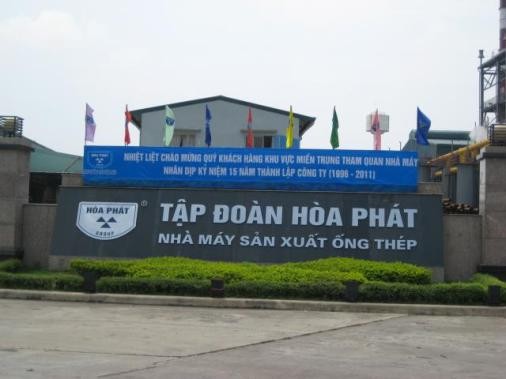 NHIỆT LIỆT CHÀO MỪNG QUÝ KHÁCH HÀNG KHU VỰC MIỀN TRUNG THAM QUAN NHÀ MÁY
NHÂN DỊP KỶ NIỆM 15 NĂM THÀNH LẬP CÔNG TY (1996 - 2011)
HÒA PHÁT
GROUP
®
TẬP ĐOÀN HÒA PHÁT
NHÀ MÁY SẢN XUẤT ỐNG THÉP